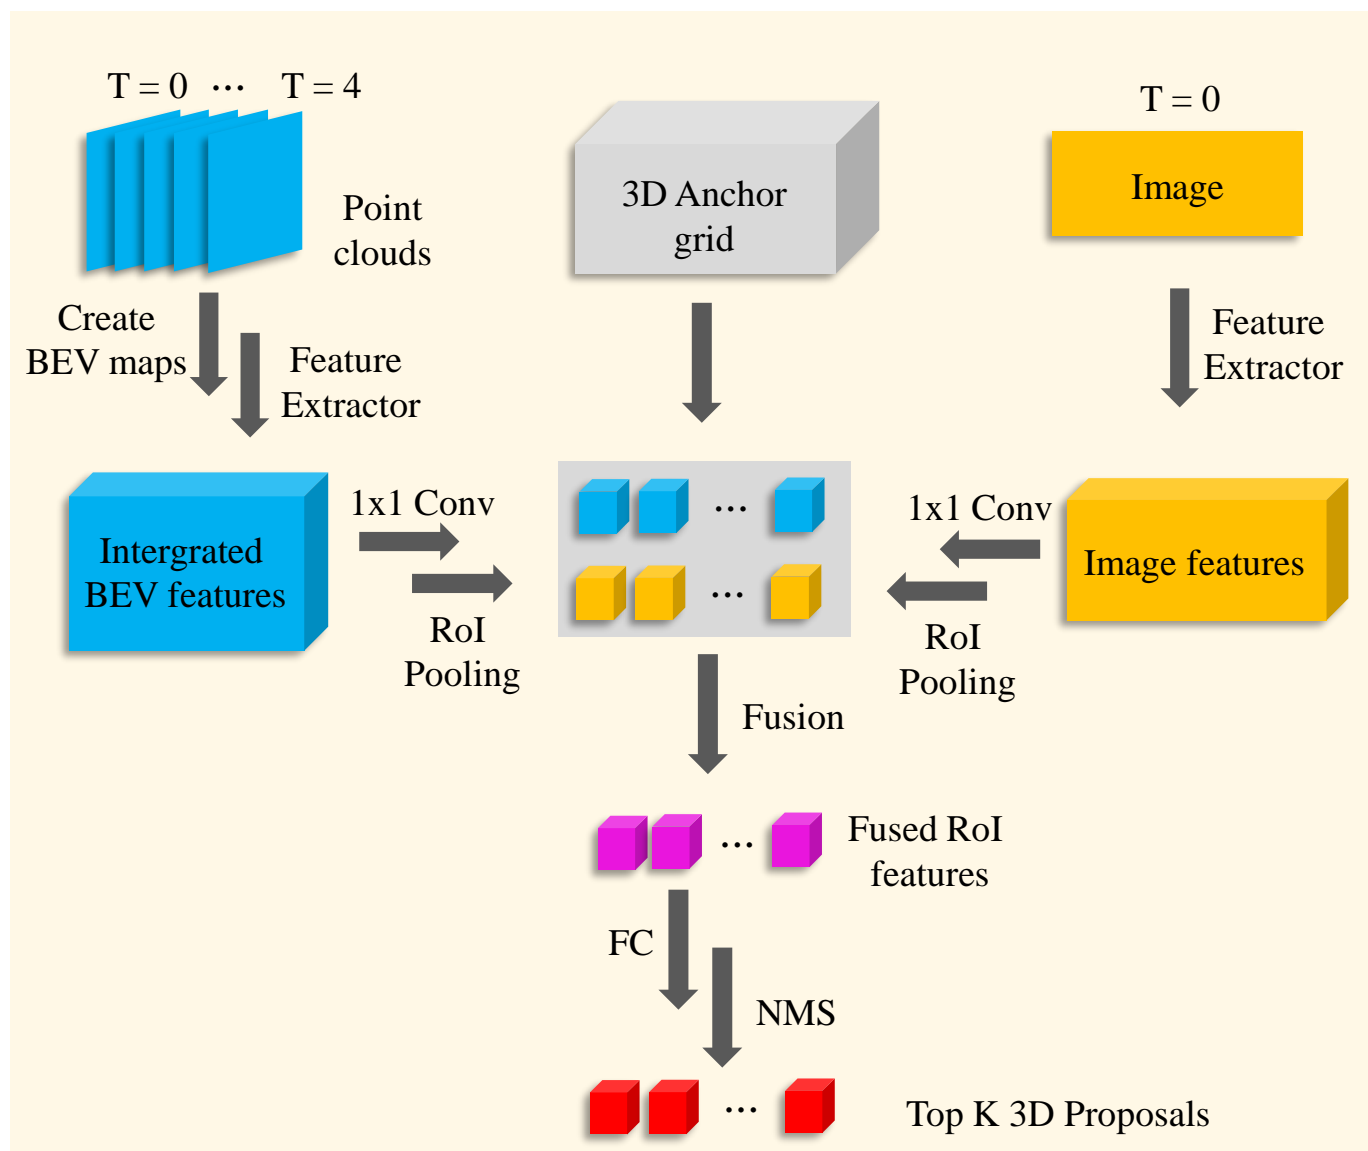 T = 0 ... T = 4
Point
clouds
3D Anchor
grid
T = 0
Image
Create
BEV maps
Feature
Extractor
Feature
Extractor
Intergrated
BEV features
1x1 Conv
RoI
Pooling
...
...
1x1 Conv
RoI
Pooling
Image features
Fusion
...
Fused RoI
features
FC
NMS
...
Top K 3D Proposals